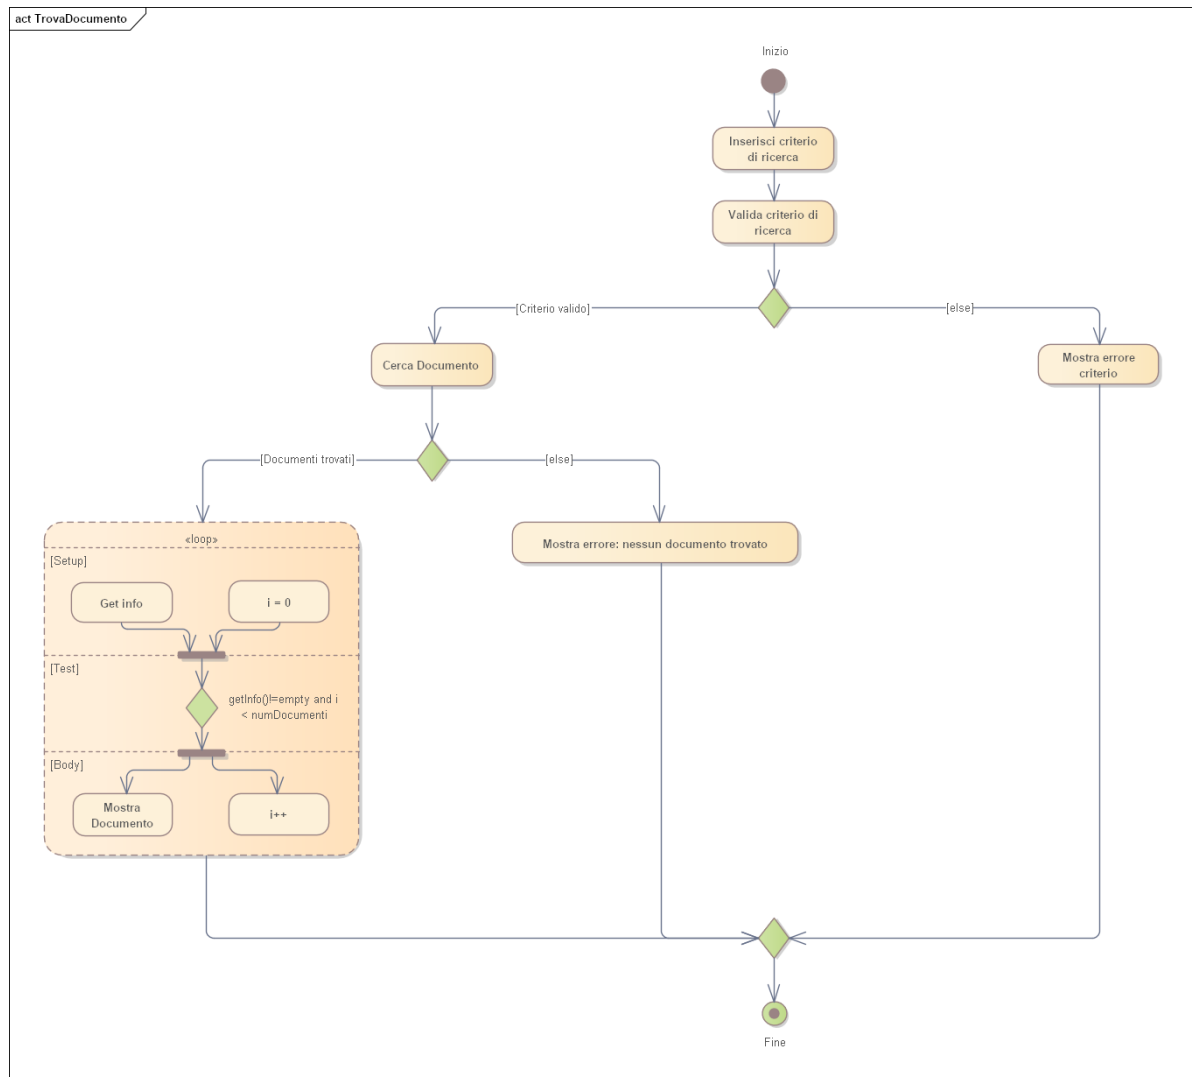 act TrovaDocumento
Inizio
Inserisci criterio
di ricerca
Valida criterio di
ricerca
[Criterio valido]
[else]
Cerca Documento
Mostra errore
criterio
[Documenti trovati]
[else]
«loop»
Mostra errore: nessun documento trovato
[Setup]
Get info
i = 0
[Test]
getInfo()!=empty and i
< numDocumenti
[Body]
Mostra
Documento
i++
Fine